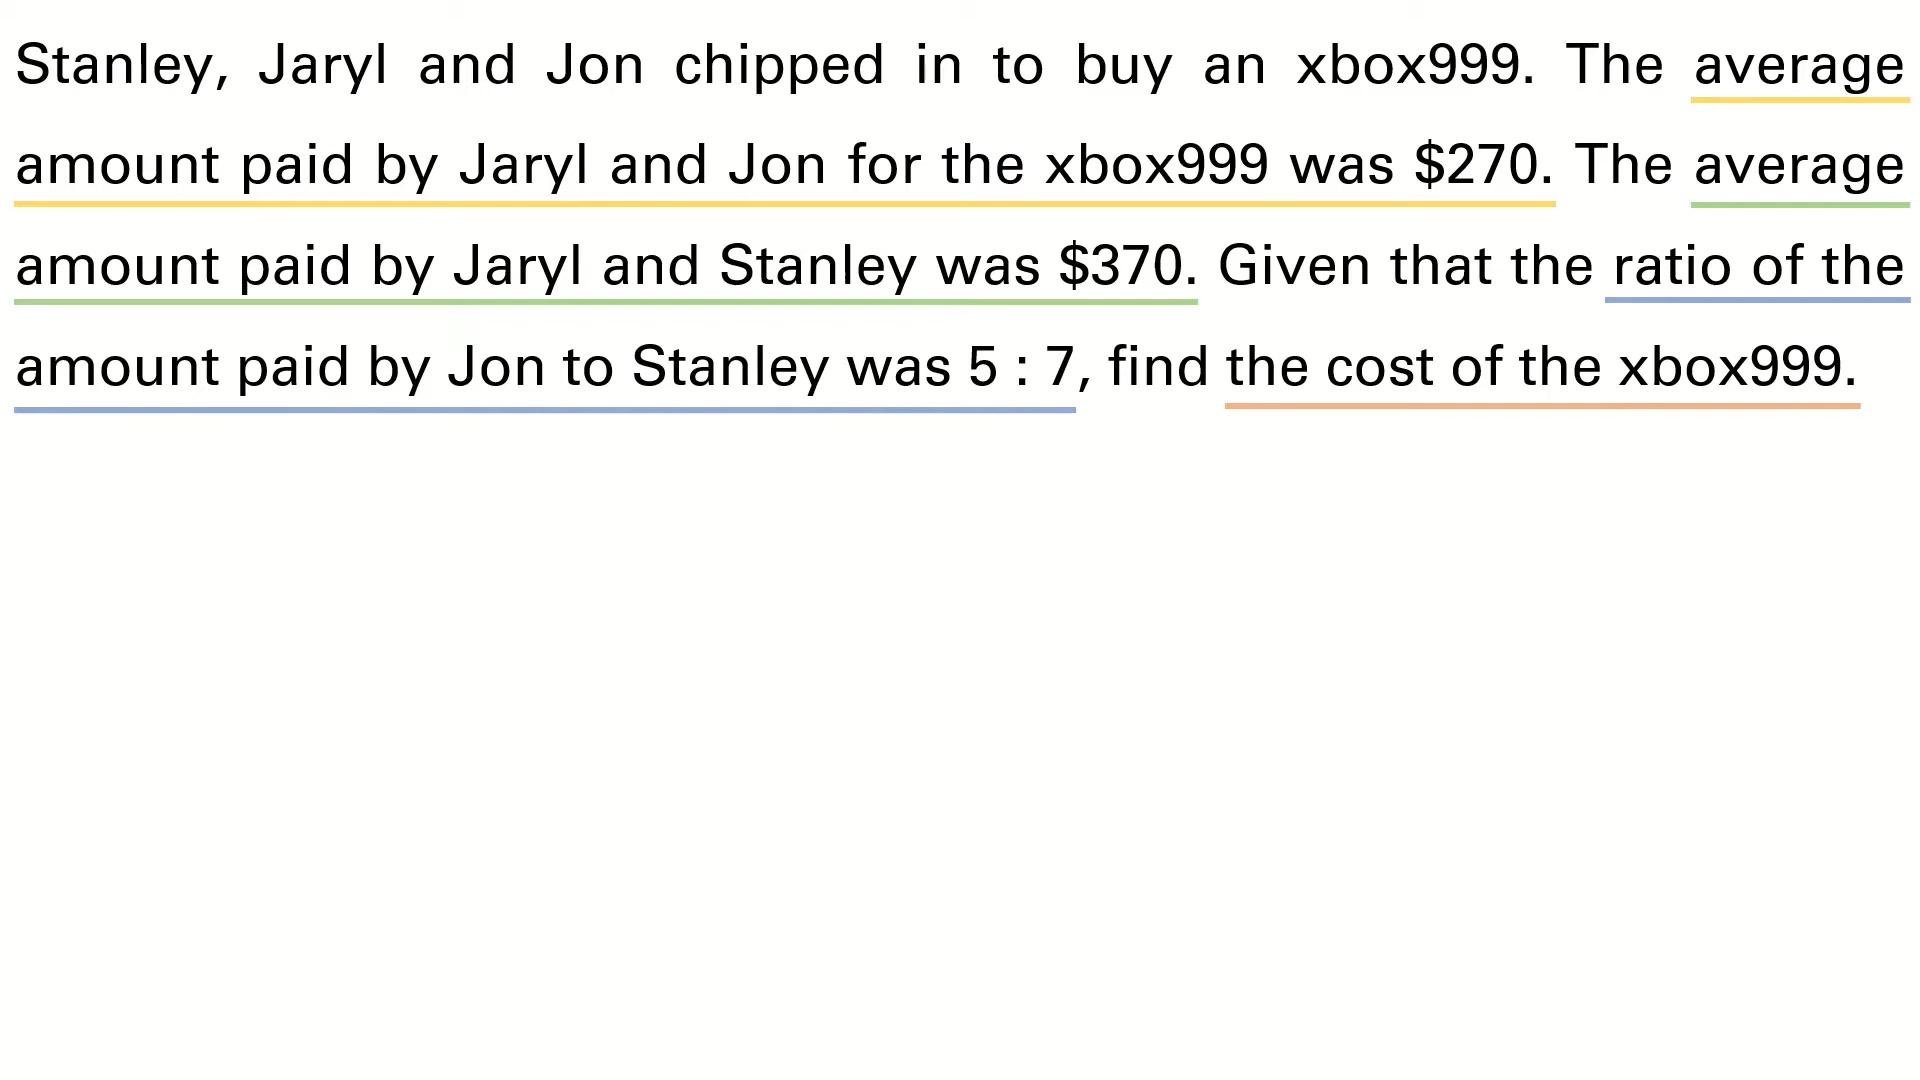 Stanley, Jaryl and Jon chipped in to buy an xbox999. The average
amount paid by Jaryl and Jon for the xbox999 was $270. The average
amount paid by Jaryl and Stanley was $370. Given that the ratio of the
amount paid by Jon to Stanley was 5 : 7, find the cost of the xbox999.